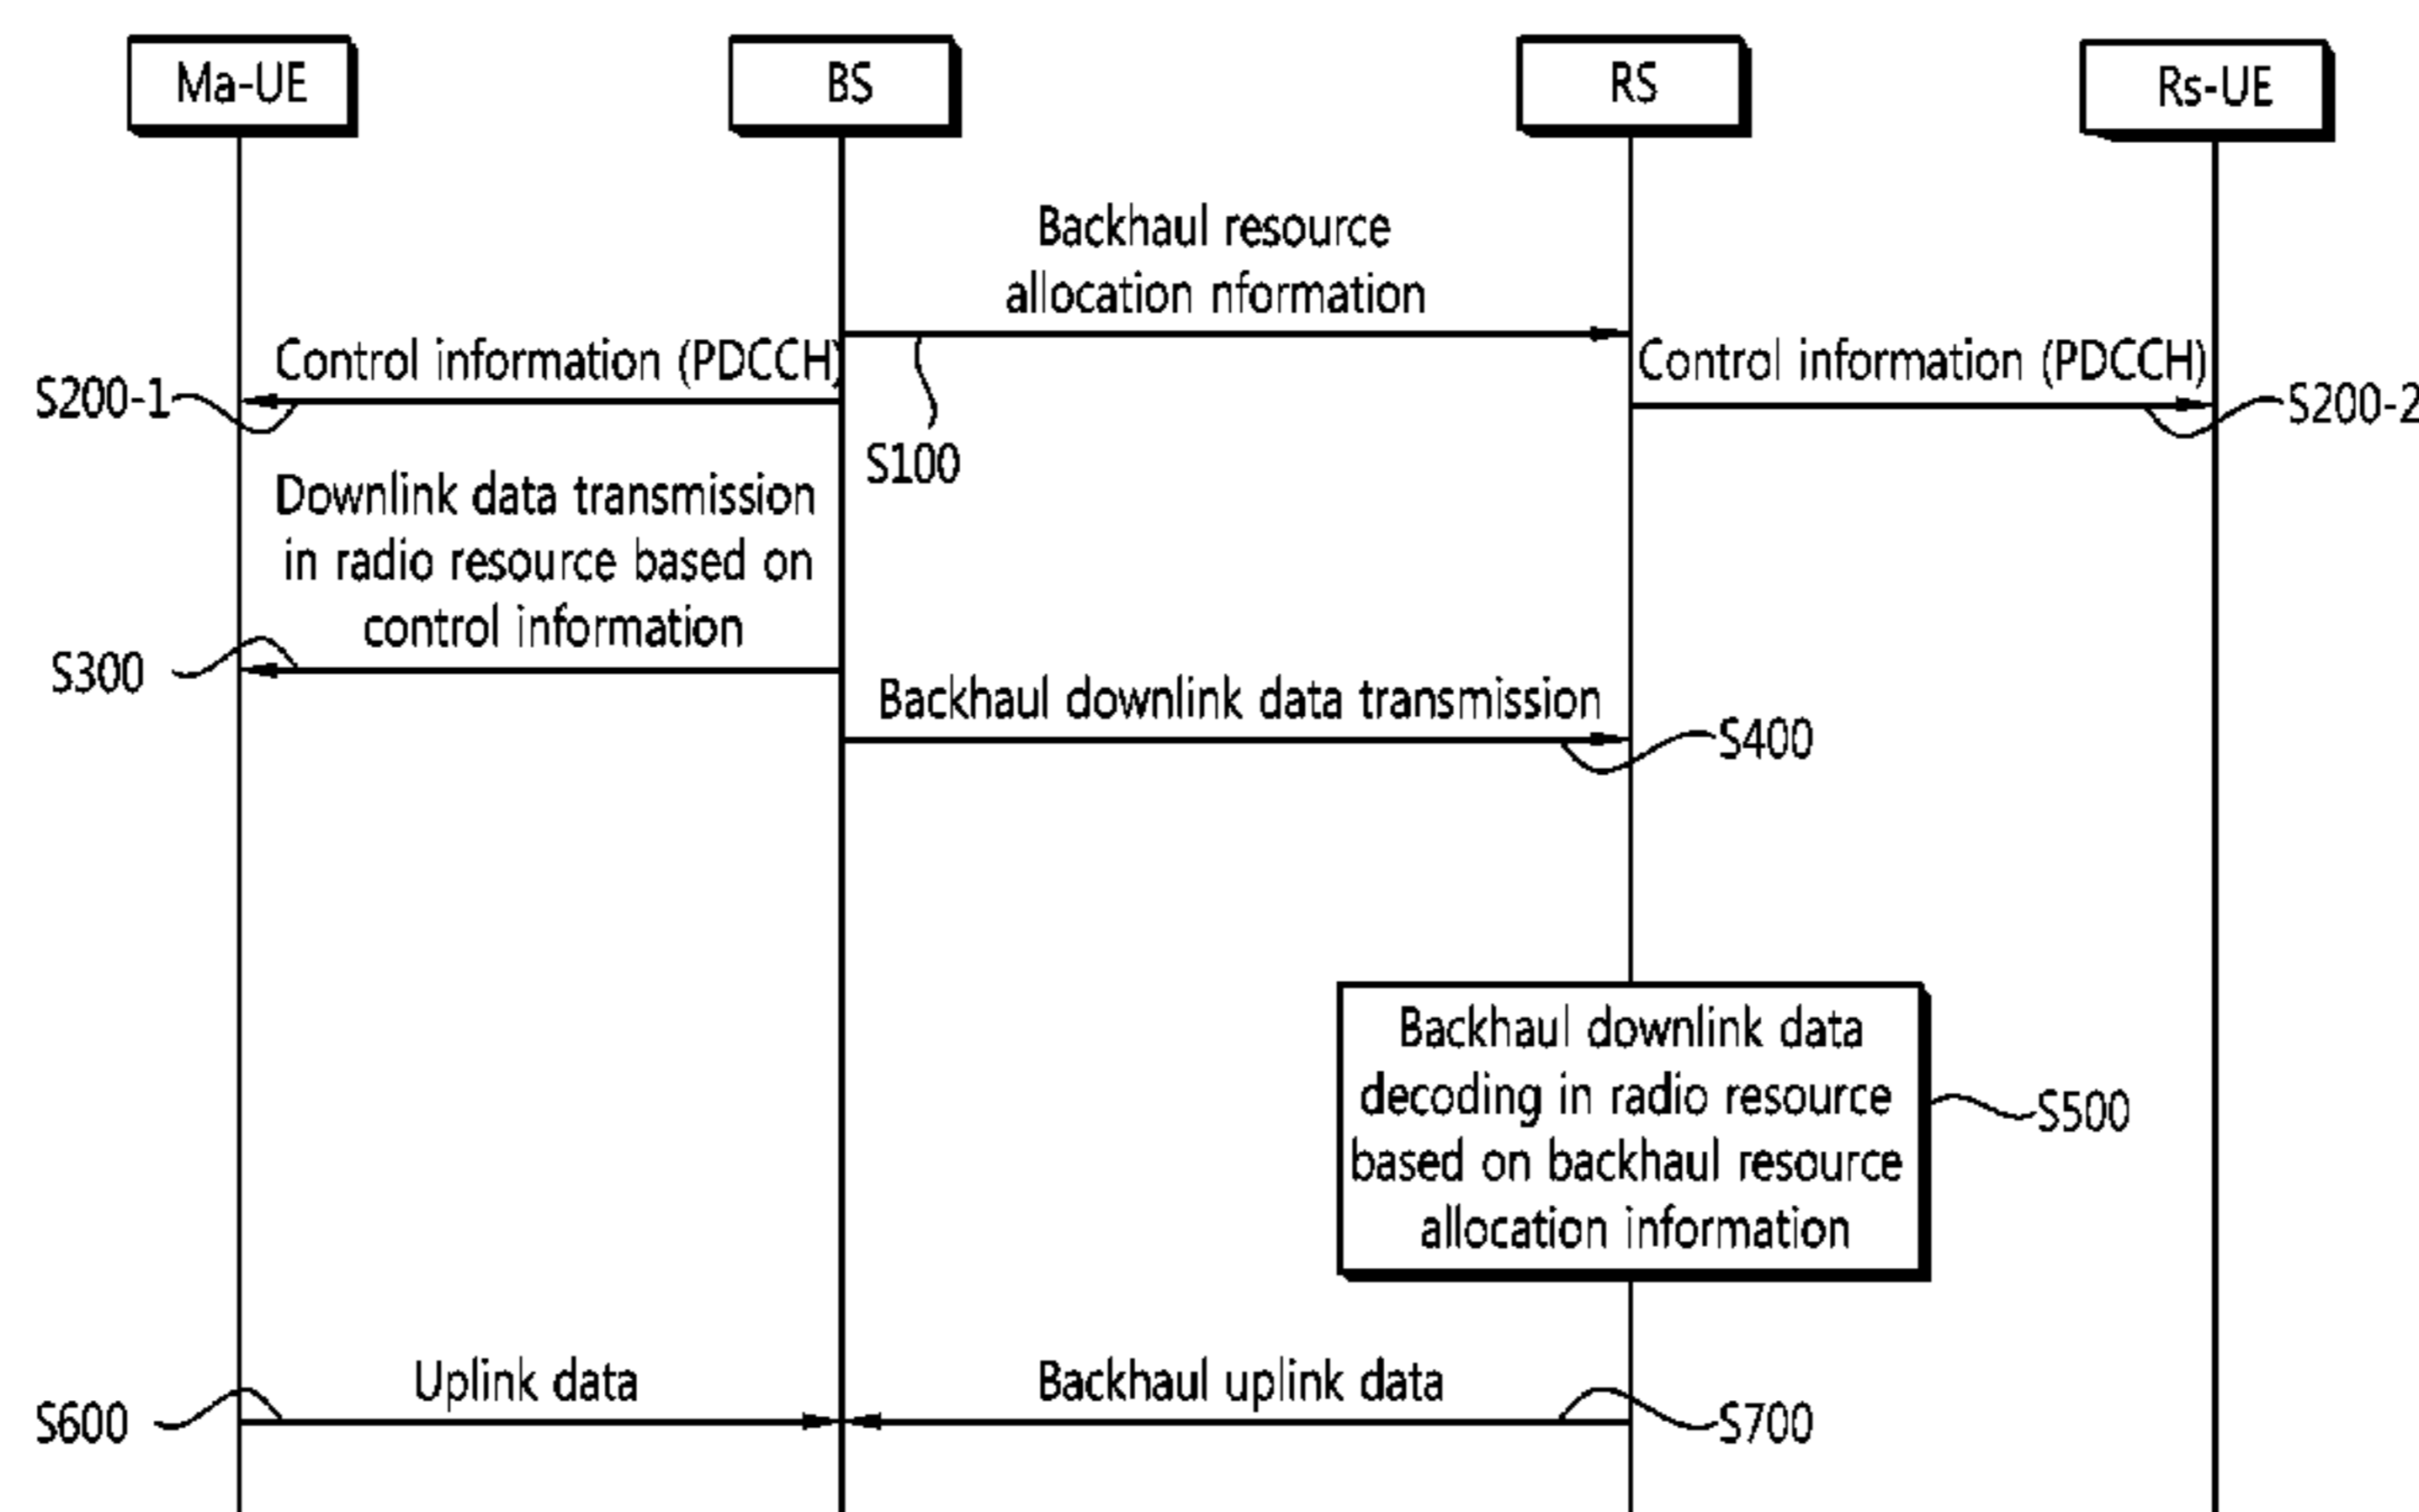 Ma-UE
BS
RS
Rs-UE
Backhaul resource
allocation nformation
Control information (PDCCH)
Control information (PDCCH)
S200-1
S200-2
S100
Downlink data transmission
in radio resource based on
control information
S300
Backhaul downlink data transmission
S400
Backhaul downlink data
decoding in radio resource
based on backhaul resource
allocation information
S500
Uplink data
Backhaul uplink data
S600
S700